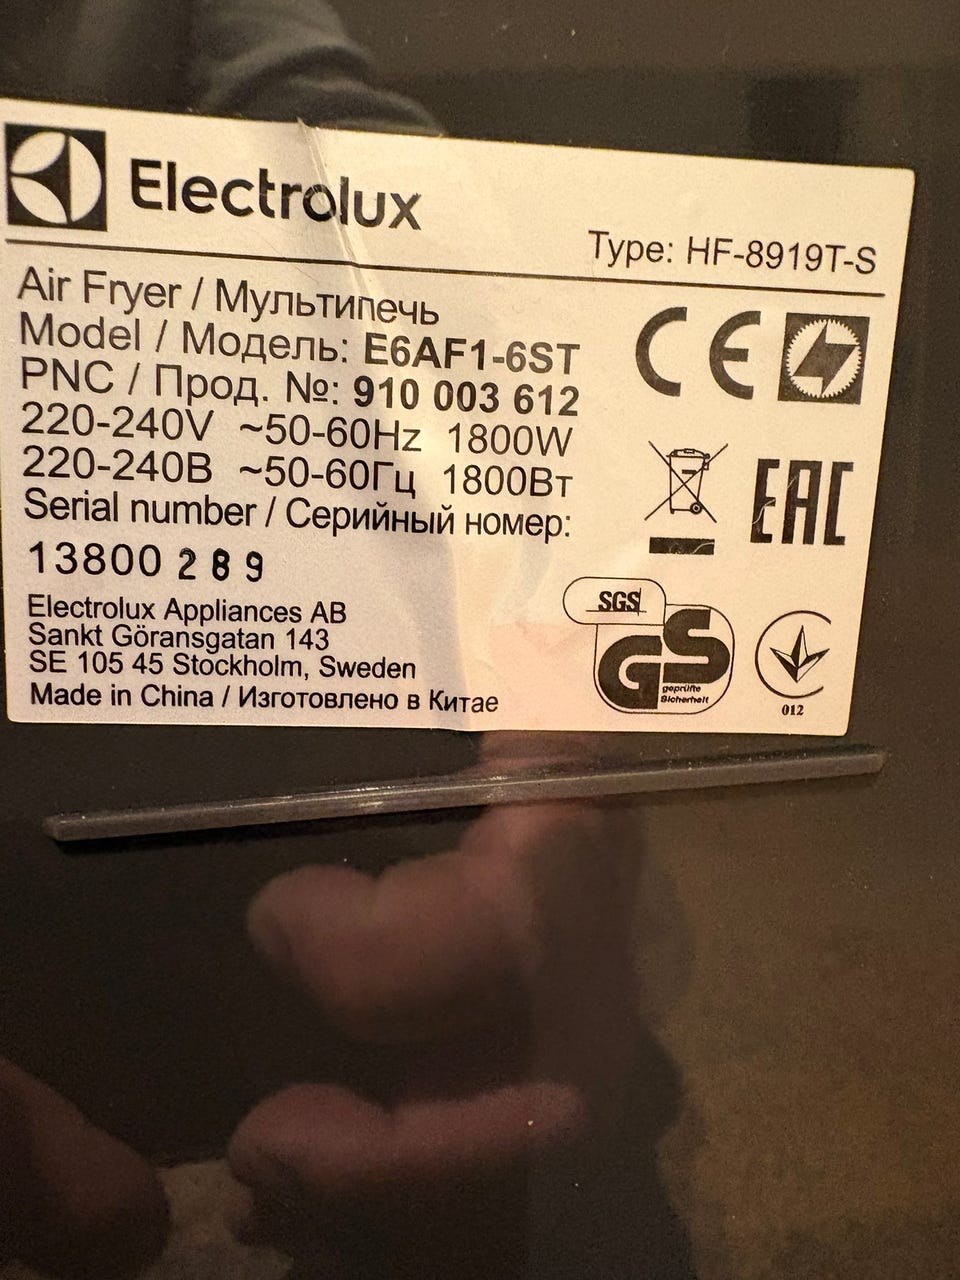 Electrolux
Type: HF-8919T-S
Air Fryer / Мультипечь
Model / Модель: E6AF1-6ST
PNC / Прод. №: 910 003 612
220-240V ~50-60Hz 1800W
220-240В ~50-60Гц 1800Вт
Serial number / Серийный номер:
13800 289
Electrolux Appliances AB
Sankt Göransgatan 143
SE 105 45 Stockholm, Sweden
Made in China / Изготовлено в Китае
CE
EAC
SGS
GS
geprüfte
Sicherheit
012